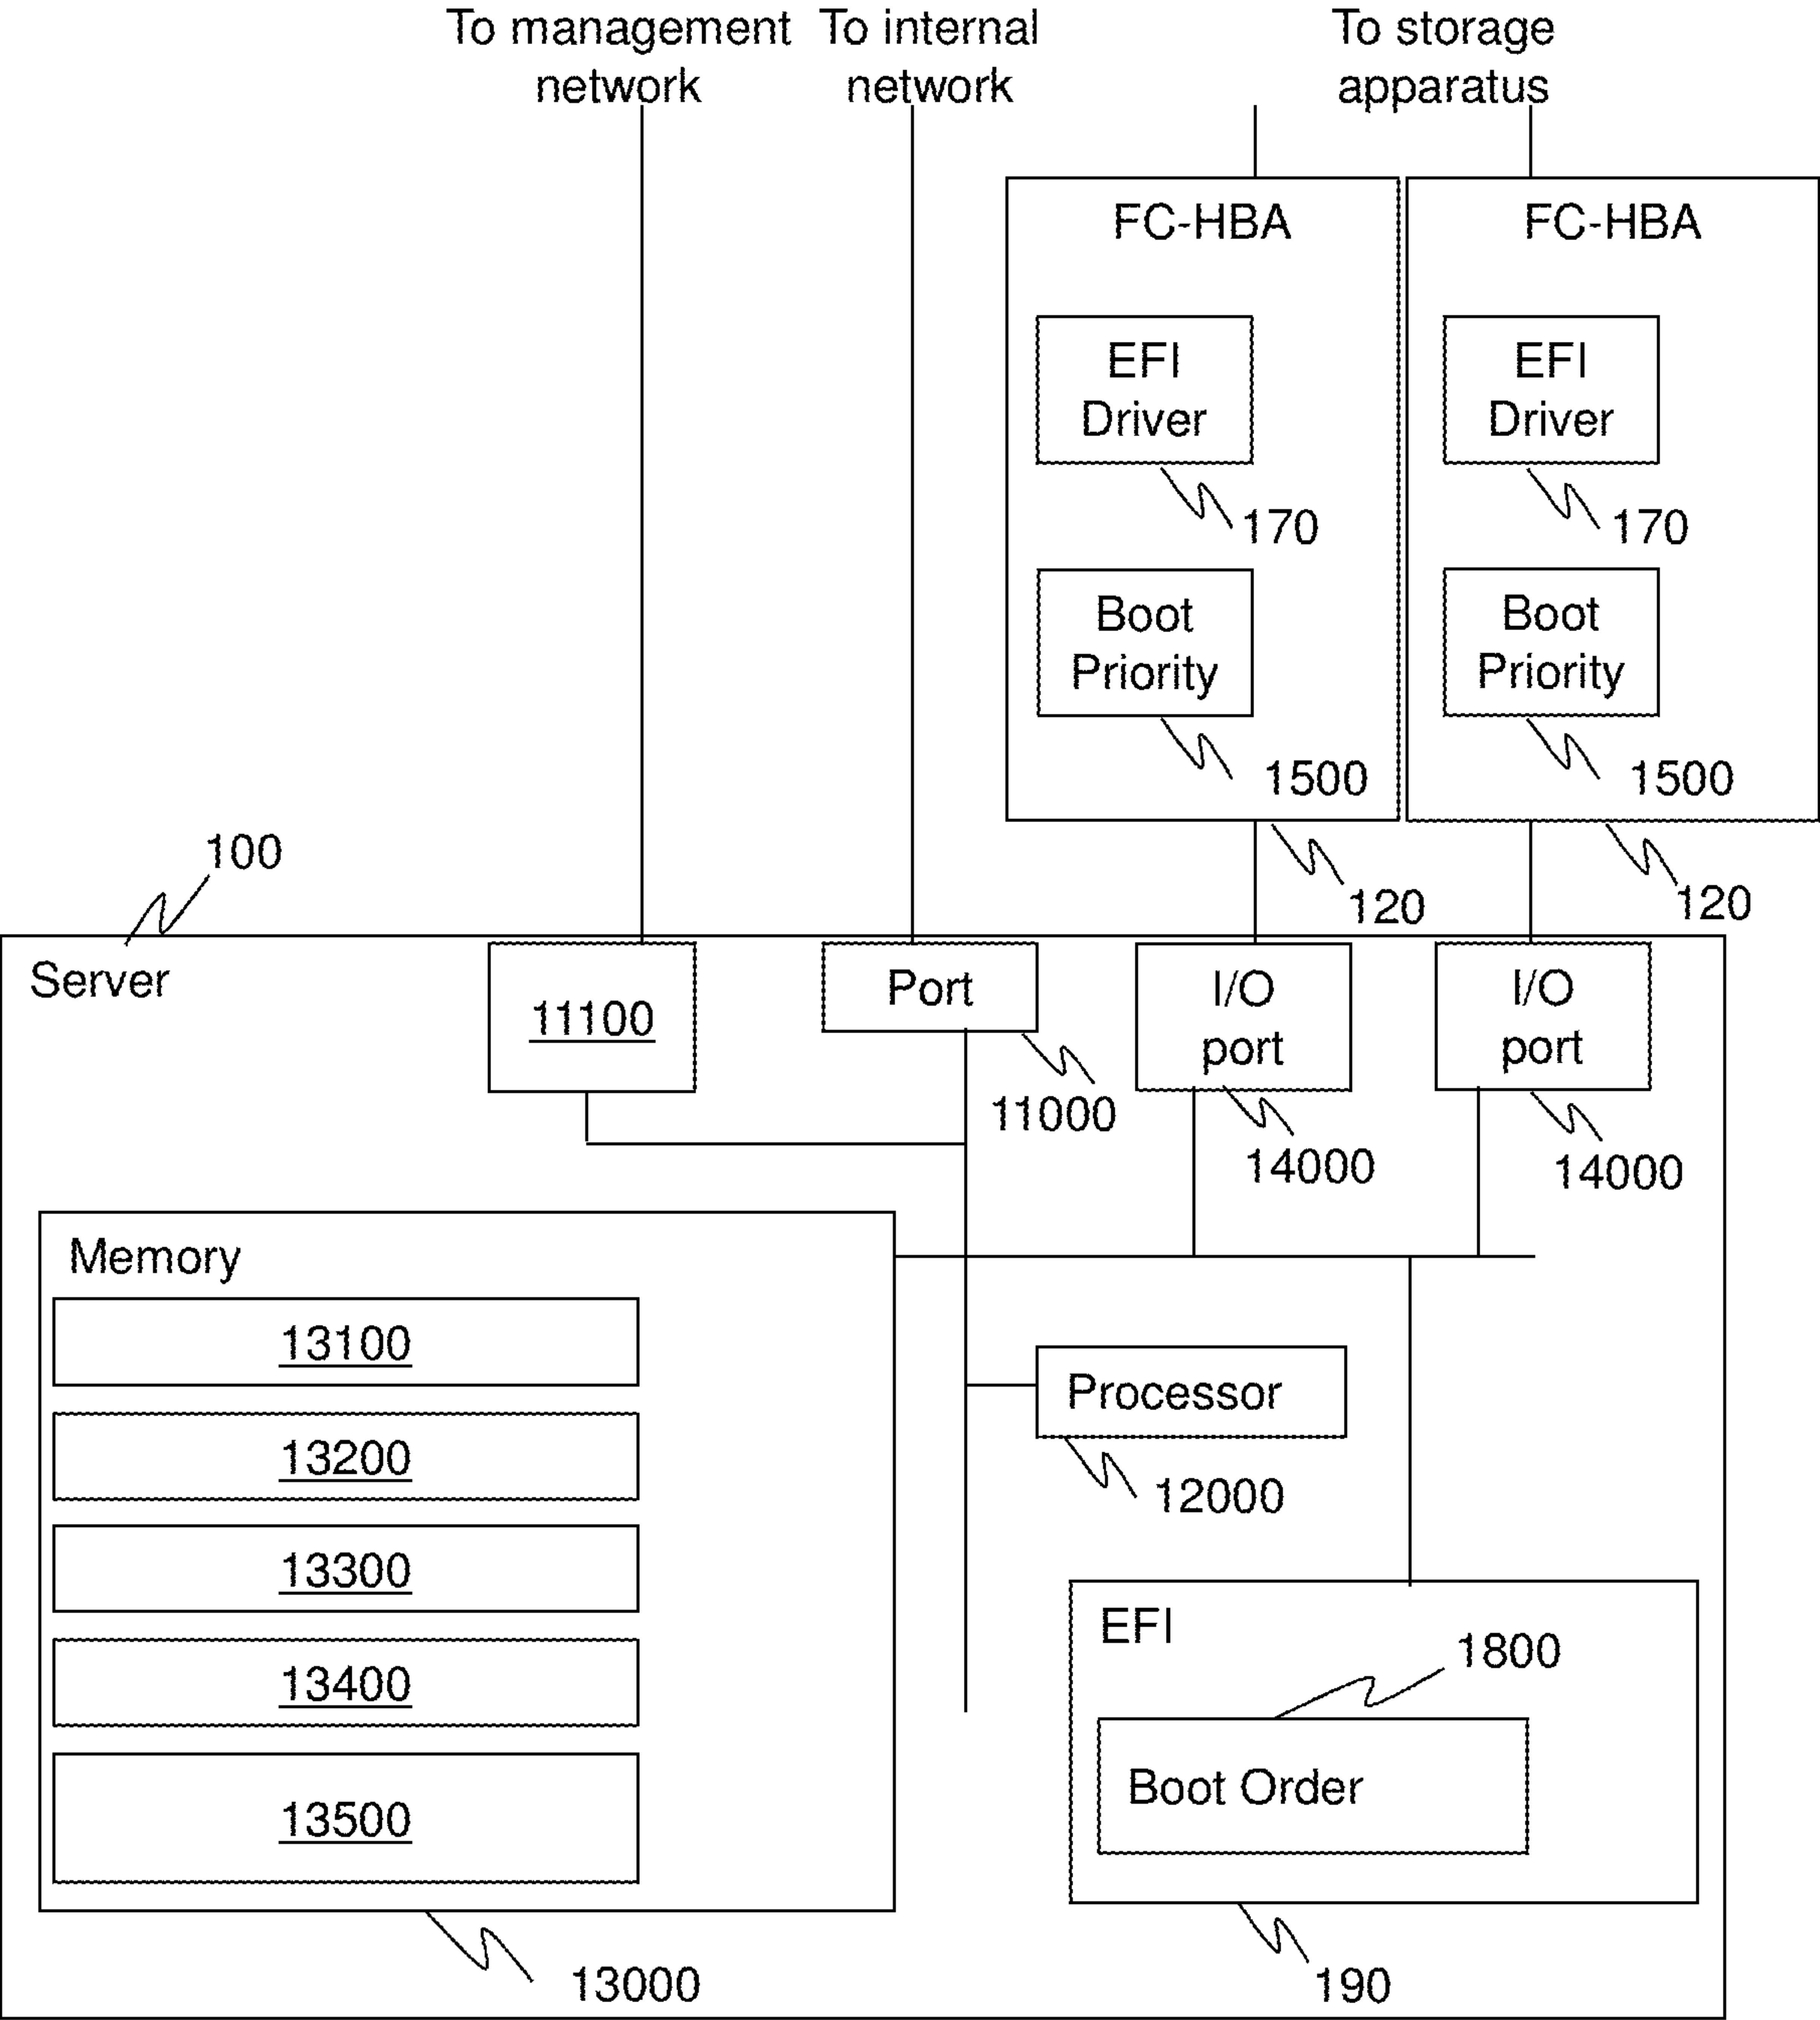 To management
network
To internal
network
To storage
apparatus
FC-HBA
EFI
Driver
170
Boot
Priority
1500
120
FC-HBA
EFI
Driver
170
Boot
Priority
1500
120
100
Server
11100
Port
11000
I/O
port
14000
I/O
port
14000
Memory
13100
13200
13300
13400
13500
13000
Processor
12000
EFI
1800
Boot Order
190